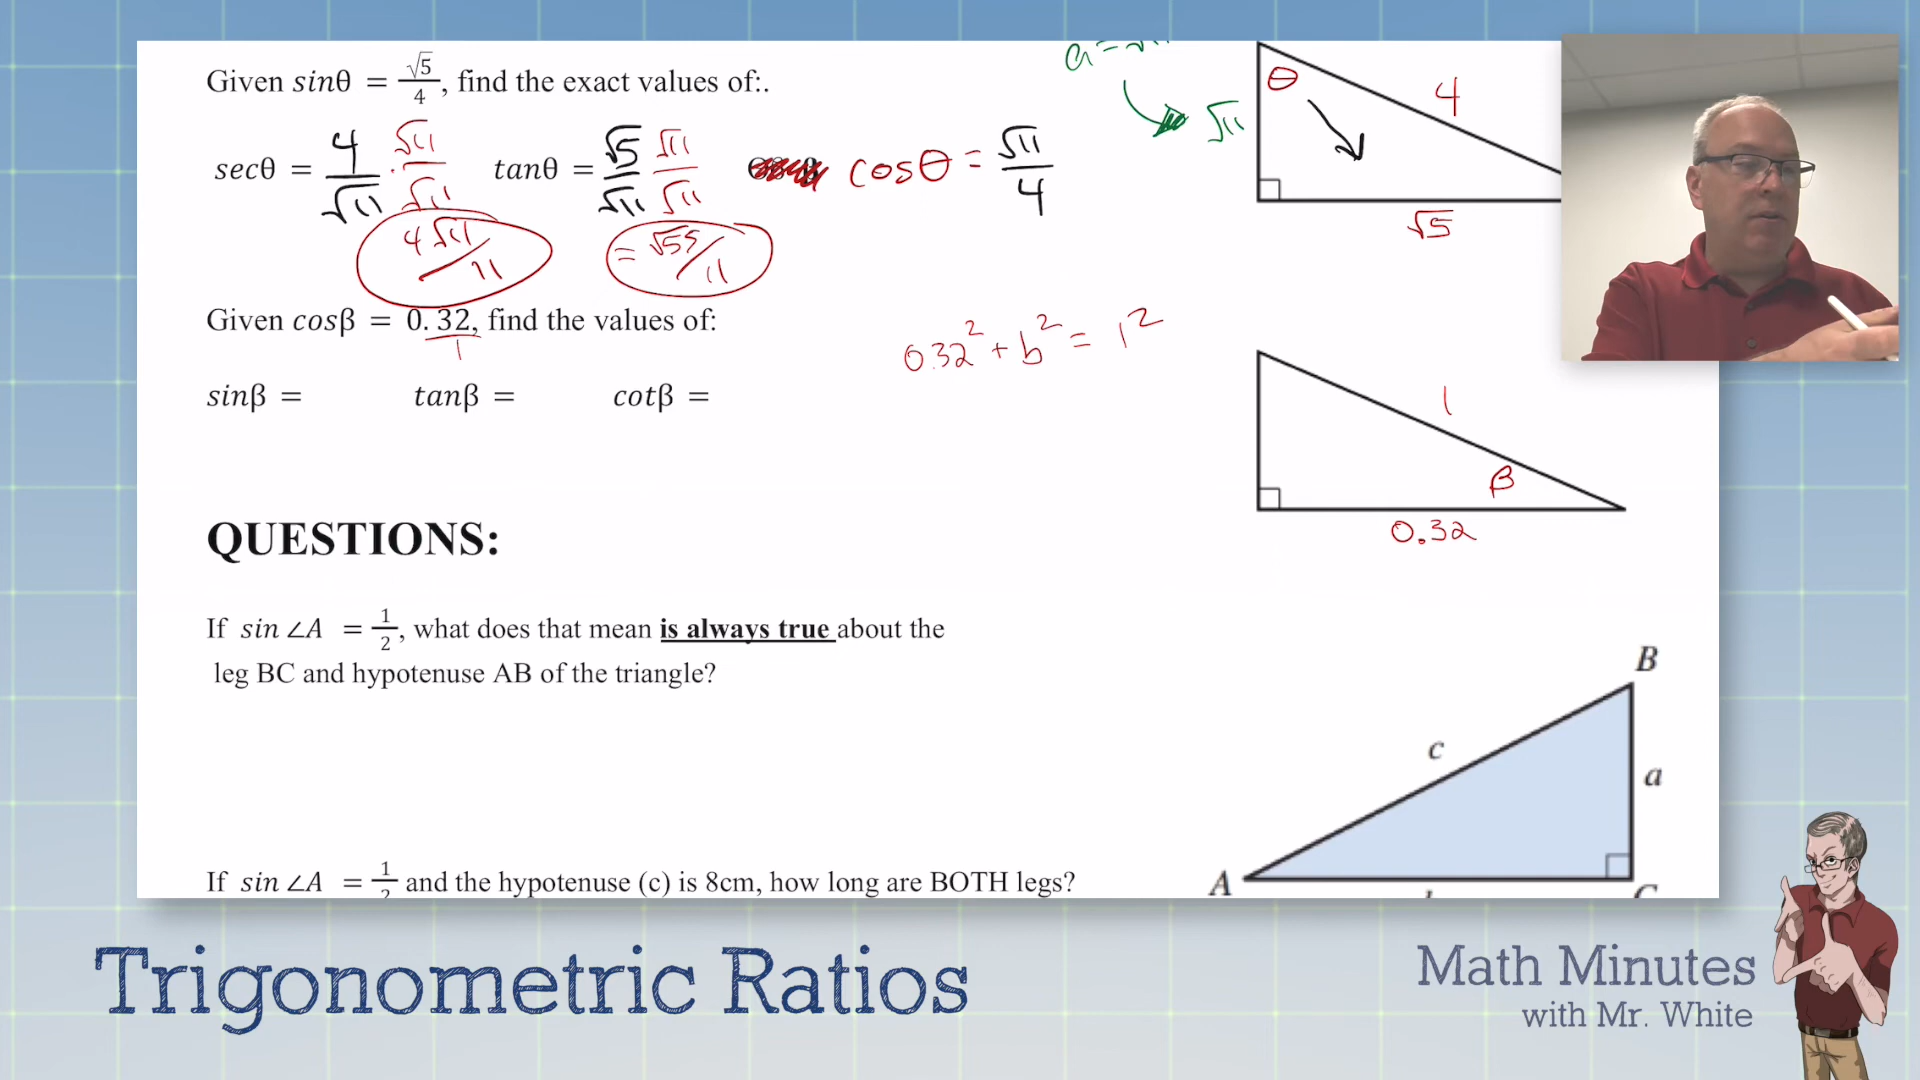 Given sinθ = √5/4, find the exact values of:.
a = √11
secθ = 4/√11 · √11/√11 tanθ = √5/√11 √11/√11 cosθ = √11/4
4√11/11 = √55/11
θ 4
√11
√5
Given cosβ = 0.32/1, find the values of:
0.32² + b² = 1²
sinβ = tanβ = cotβ =
1
β
0.32
QUESTIONS:
If sin ∠A = 1/2, what does that mean is always true about the
leg BC and hypotenuse AB of the triangle?
B
c
a
A
C
If sin ∠A = 1/2 and the hypotenuse (c) is 8cm, how long are BOTH legs?
Trigonometric Ratios
Math Minutes
with Mr. White